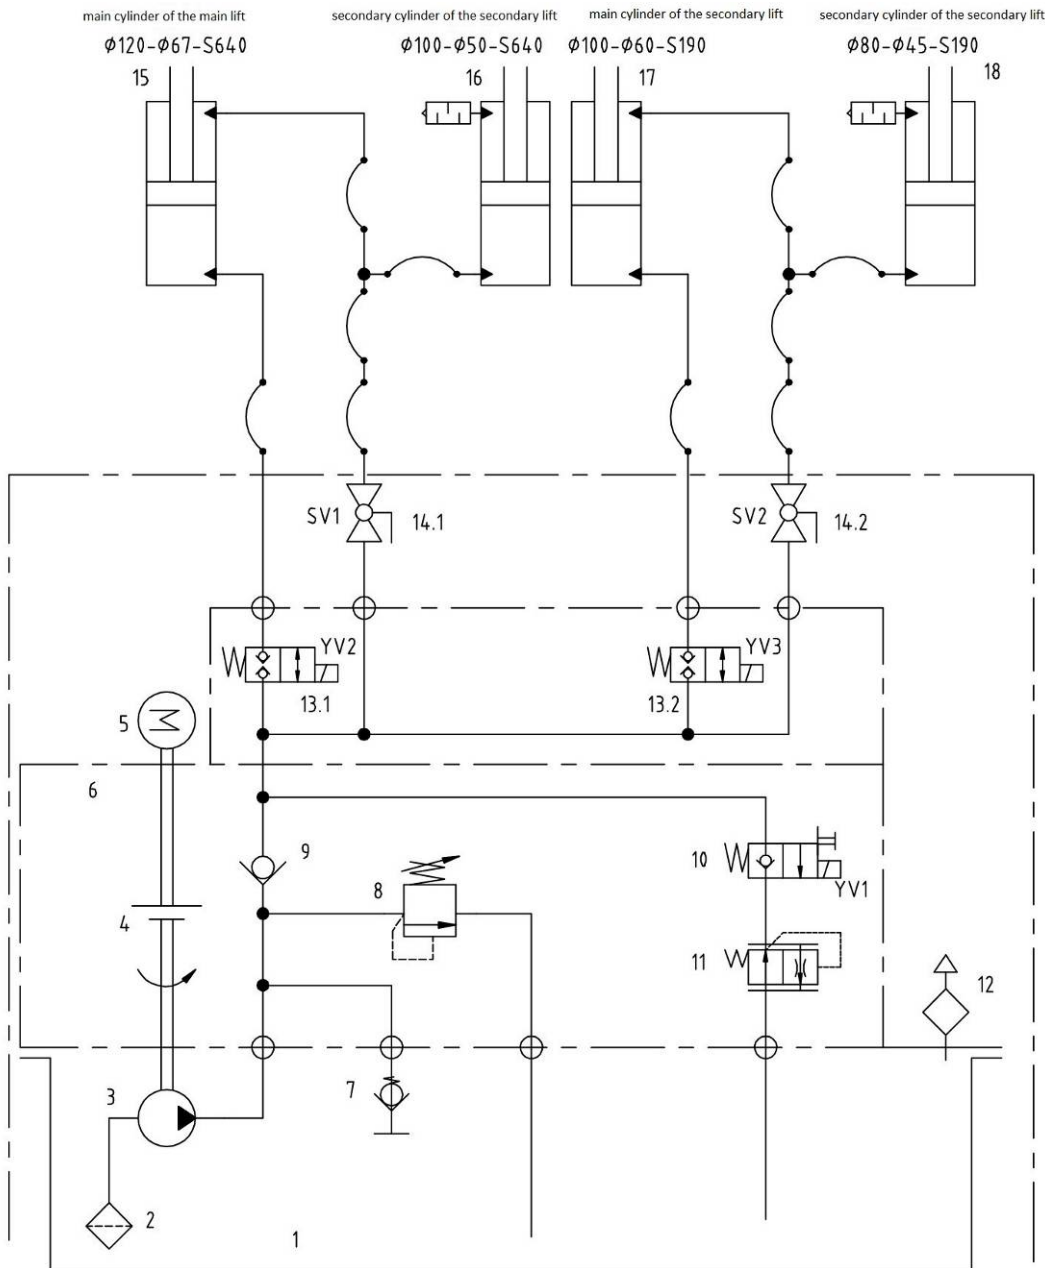 main cylinder of the main lift
secondary cylinder of the secondary lift
main cylinder of the secondary lift
secondary cylinder of the secondary lift
Φ120-Φ67-S640
Φ100-Φ50-S640
Φ100-Φ60-S190
Φ80-Φ45-S190
15
16
17
18
SV1
14.1
SV2
14.2
YV2
YV3
13.1
13.2
5
M
6
9
10
YV1
8
4
11
12
7
3
2
1